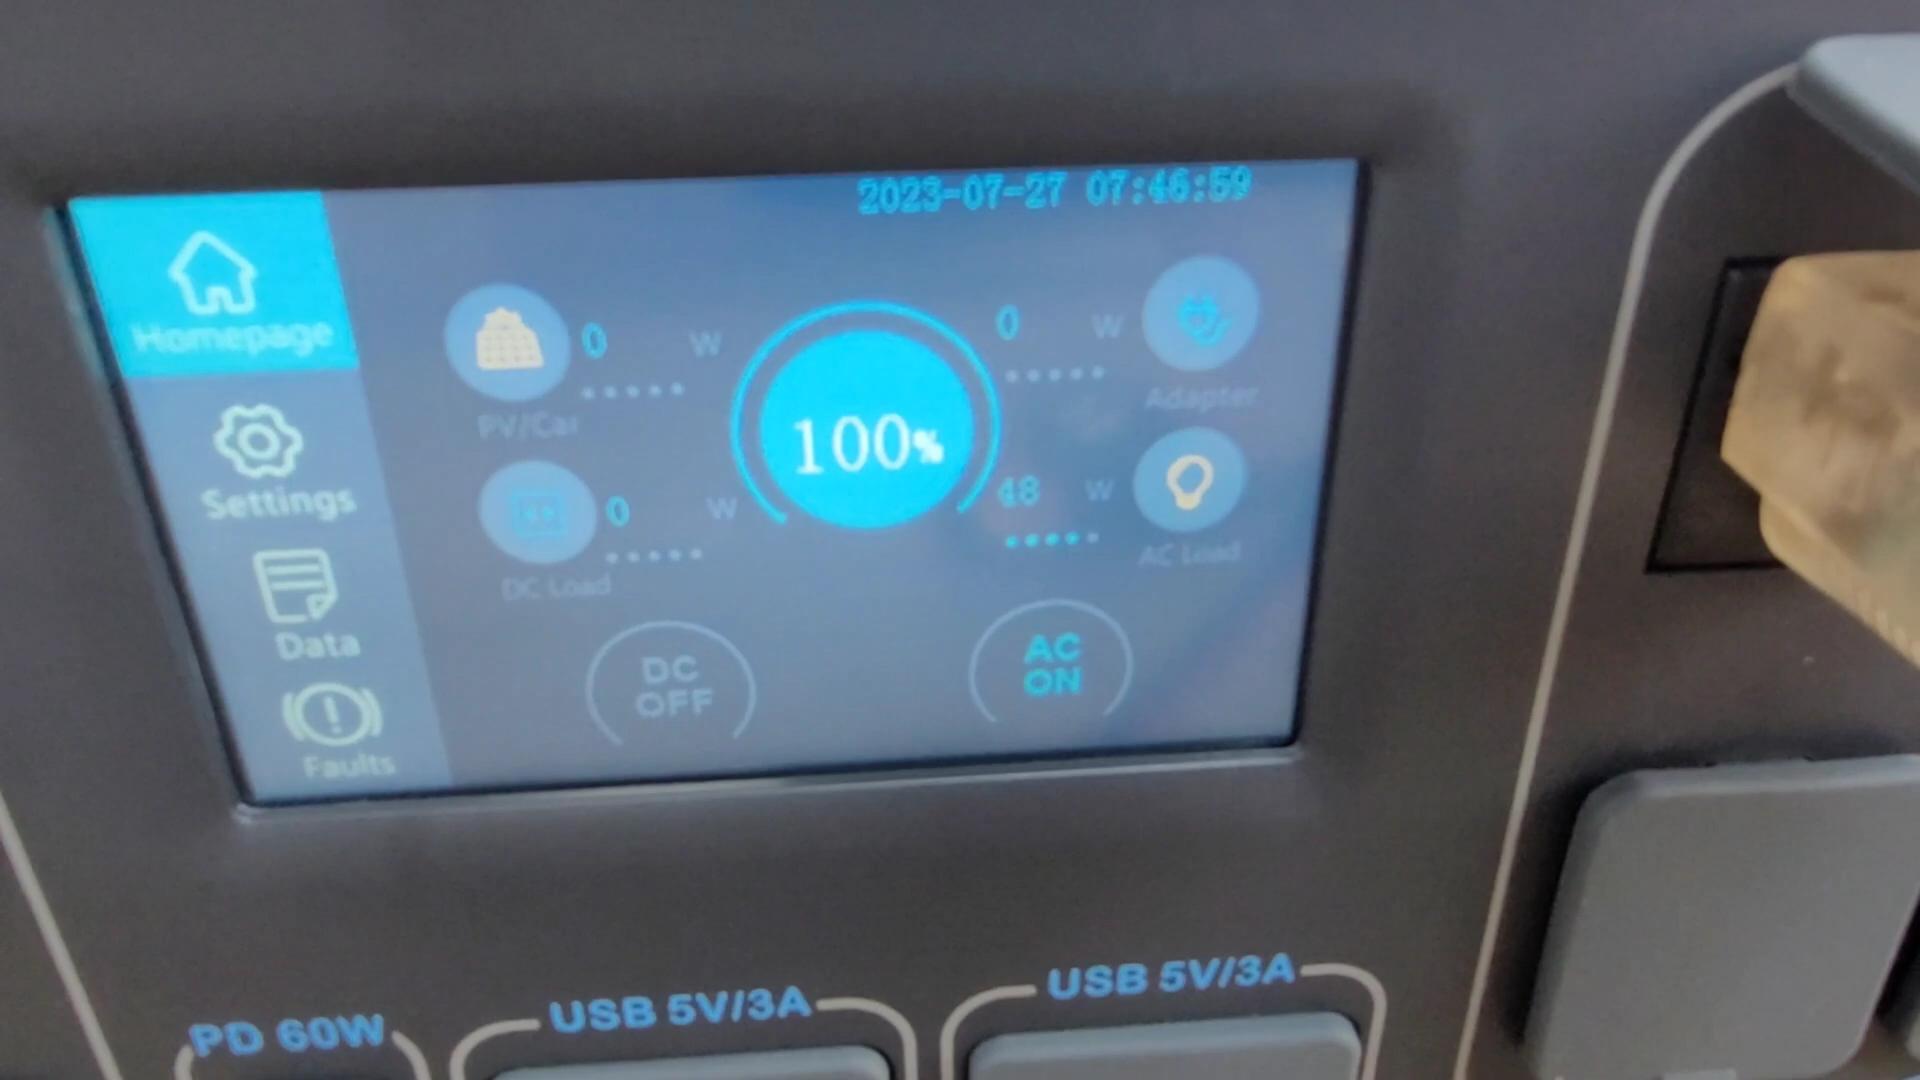 2023-07-27 07:46:59
Homepage
0 W
PV/Car
0 W
Adapter
100%
Settings
0 W
DC Load
48 W
AC Load
Data
DC
OFF
AC
ON
Faults
PD 60W
USB 5V/3A
USB 5V/3A